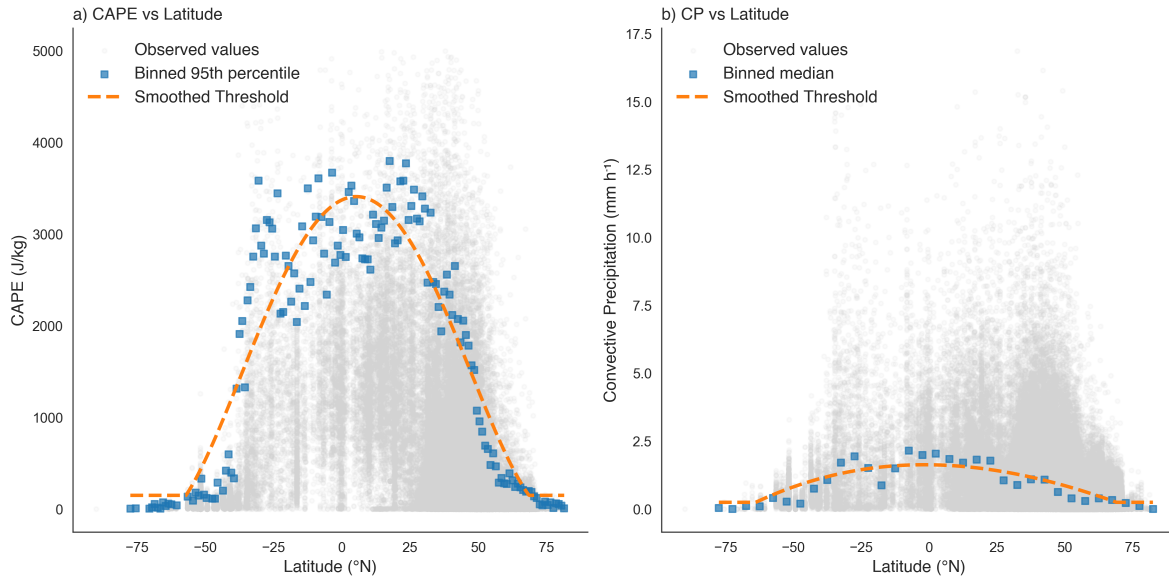 a) CAPE vs Latitude
Observed values
Binned 95th percentile
Smoothed Threshold
CAPE (J/kg)
5000
4000
3000
2000
1000
0
−75
−50
−25
0
25
50
75
Latitude (°N)
b) CP vs Latitude
Observed values
Binned median
Smoothed Threshold
Convective Precipitation (mm h⁻¹)
17.5
15.0
12.5
10.0
7.5
5.0
2.5
0.0
−75
−50
−25
0
25
50
75
Latitude (°N)